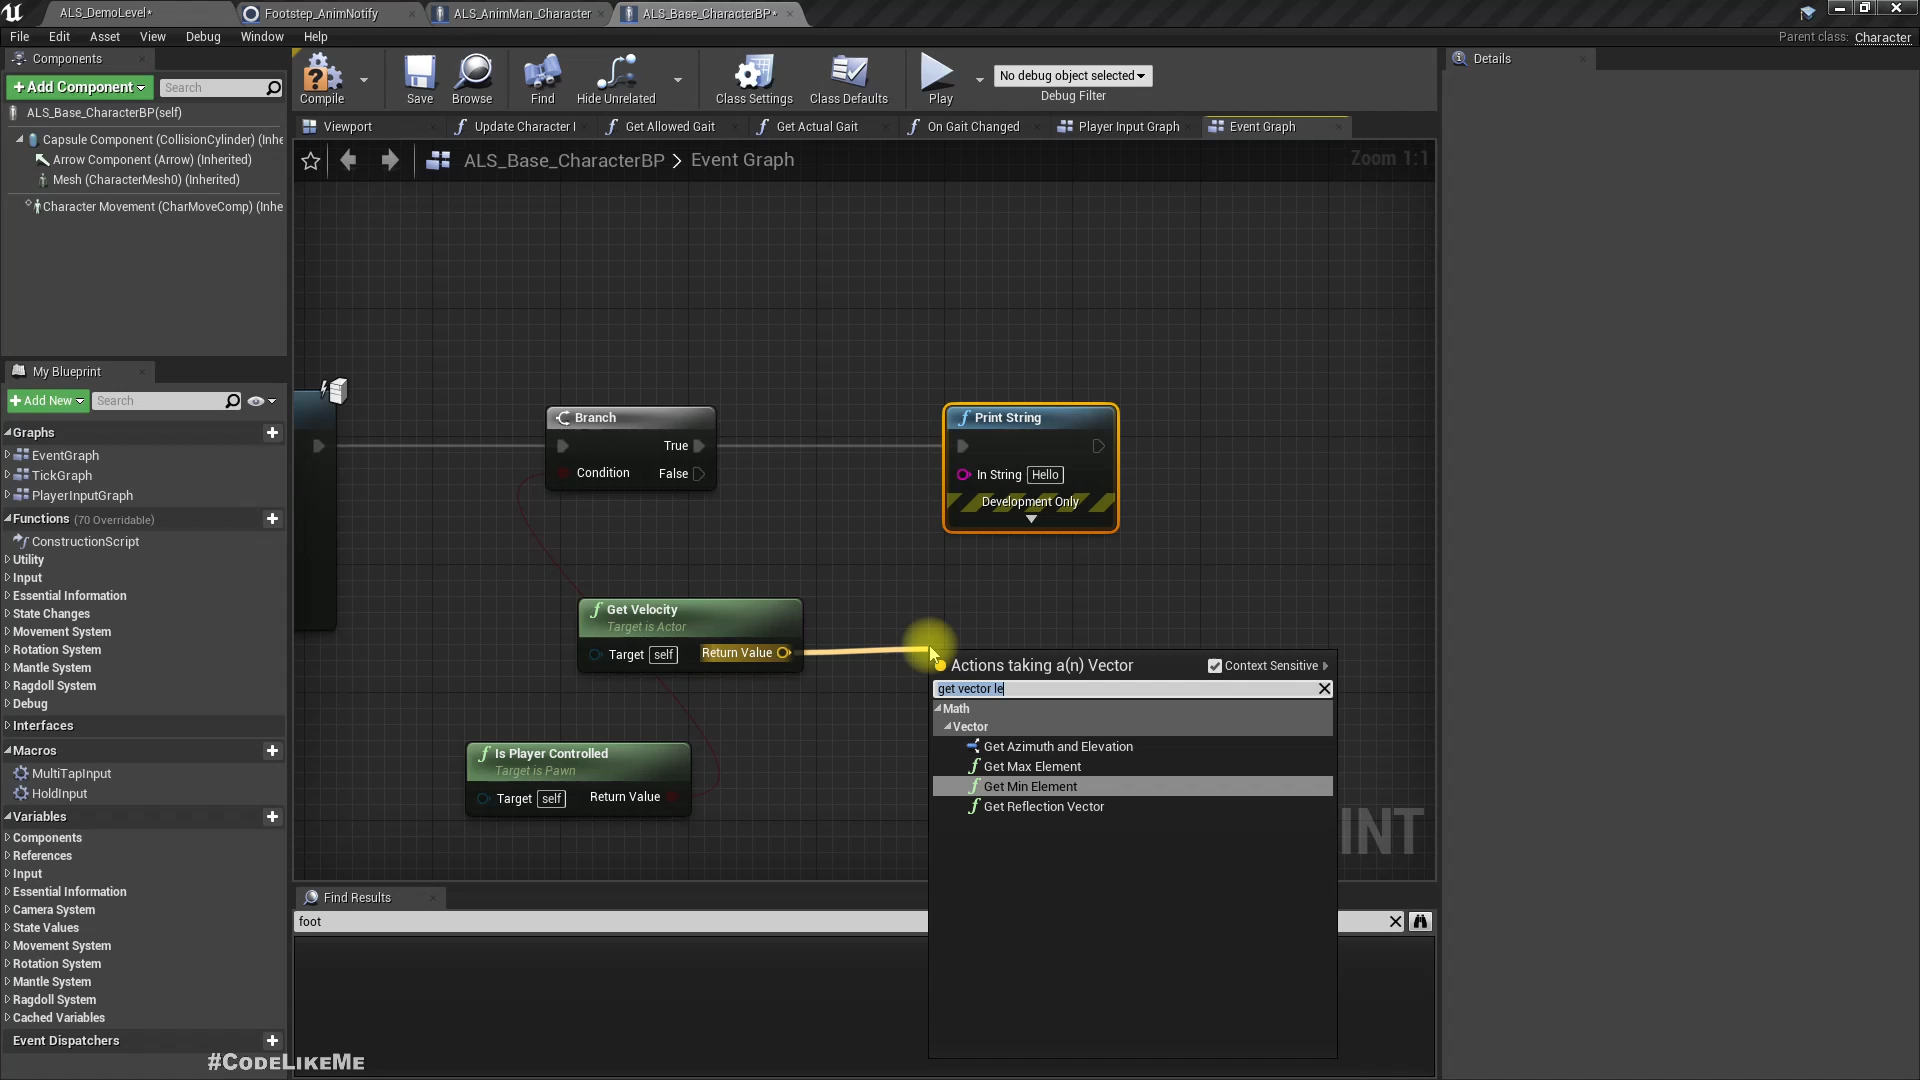 ALS_DemoLevel*
Footstep_AnimNotify
ALS_AnimMan_Character
ALS_Base_CharacterBP*
File Edit Asset View Debug Window Help
Parent class: Character
Components
+Add Component
Search
ALS_Base_CharacterBP(self)
Capsule Component (CollisionCylinder) (Inhe
Arrow Component (Arrow) (Inherited)
Mesh (CharacterMesh0) (Inherited)
Character Movement (CharMoveComp) (Inhe
Compile
Save
Browse
Find
Hide Unrelated
Class Settings
Class Defaults
Play
No debug object selected
Debug Filter
Details
Viewport
Update Character I
Get Allowed Gait
Get Actual Gait
On Gait Changed
Player Input Graph
Event Graph
ALS_Base_CharacterBP > Event Graph
Zoom 1:1
My Blueprint
+Add New
Search
Graphs
EventGraph
TickGraph
PlayerInputGraph
Functions (70 Overridable)
ConstructionScript
Utility
Input
Essential Information
State Changes
Movement System
Rotation System
Mantle System
Ragdoll System
Debug
Interfaces
Macros
MultiTapInput
HoldInput
Variables
Components
References
Input
Essential Information
Camera System
State Values
Movement System
Rotation System
Mantle System
Ragdoll System
Cached Variables
Event Dispatchers
Branch
True
Condition
False
Print String
In String Hello
Development Only
Get Velocity
Target is Actor
Target self
Return Value
Is Player Controlled
Target is Pawn
Target self
Return Value
Actions taking a(n) Vector
Context Sensitive
get vector le
Math
Vector
Get Azimuth and Elevation
Get Max Element
Get Min Element
Get Reflection Vector
INT
Find Results
foot
#CodeLikeMe